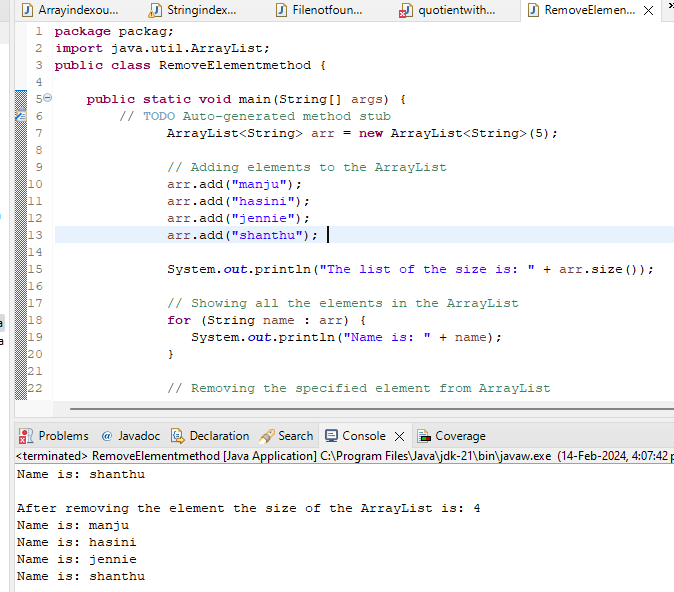 Arrayindexou... Stringindex... Filenotfoun... quotientwith... RemoveElemen...
1 package packag;
2 import java.util.ArrayList;
3 public class RemoveElementmethod {
4
5 public static void main(String[] args) {
6 // TODO Auto-generated method stub
7 ArrayList<String> arr = new ArrayList<String>(5);
8
9 // Adding elements to the ArrayList
10 arr.add("manju");
11 arr.add("hasini");
12 arr.add("jennie");
13 arr.add("shanthu");
14
15 System.out.println("The list of the size is: " + arr.size());
16
17 // Showing all the elements in the ArrayList
18 for (String name : arr) {
19 System.out.println("Name is: " + name);
20 }
21
22 // Removing the specified element from ArrayList
Problems @ Javadoc Declaration Search Console Coverage
<terminated> RemoveElementmethod [Java Application] C:\Program Files\Java\jdk-21\bin\javaw.exe (14-Feb-2024, 4:07:42 p
Name is: shanthu

After removing the element the size of the ArrayList is: 4
Name is: manju
Name is: hasini
Name is: jennie
Name is: shanthu